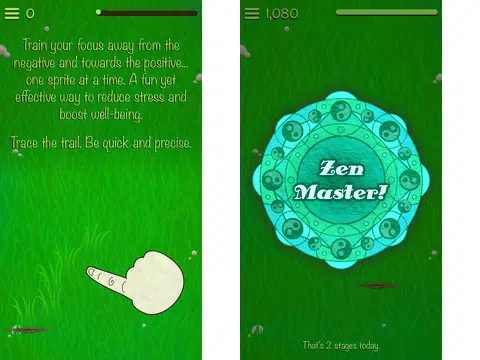 0
Train your focus away from the
negative and towards the positive...
one sprite at a time. A fun yet
effective way to reduce stress and
boost well-being.
Trace the trail. Be quick and precise.
1,080
Zen
Master!
That's 2 stages today.